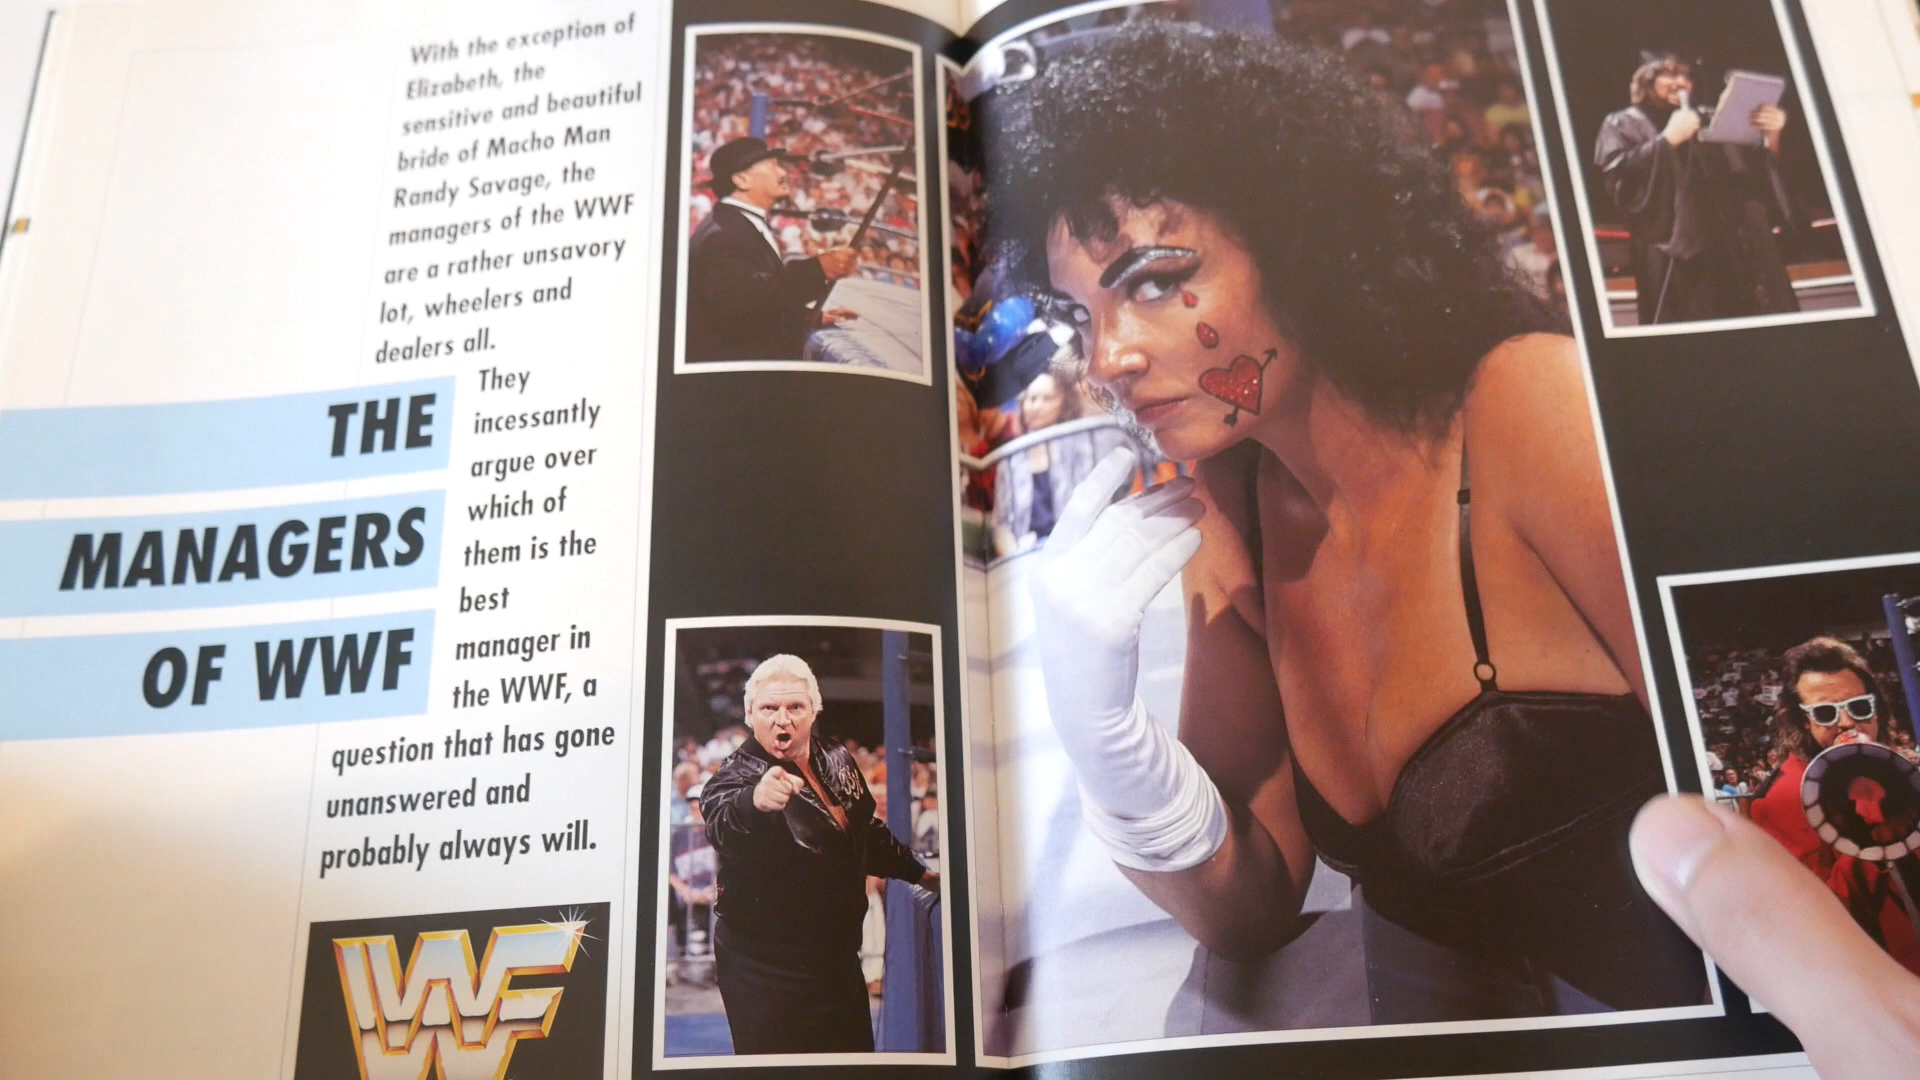 With the exception of
Elizabeth, the
sensitive and beautiful
bride of Macho Man
Randy Savage, the
managers of the WWF
are a rather unsavory
lot, wheelers and
dealers all.
They
incessantly
argue over
which of
them is the
best
manager in
the WWF, a
question that has gone
unanswered and
probably always will.
THE
MANAGERS
OF WWF
WF